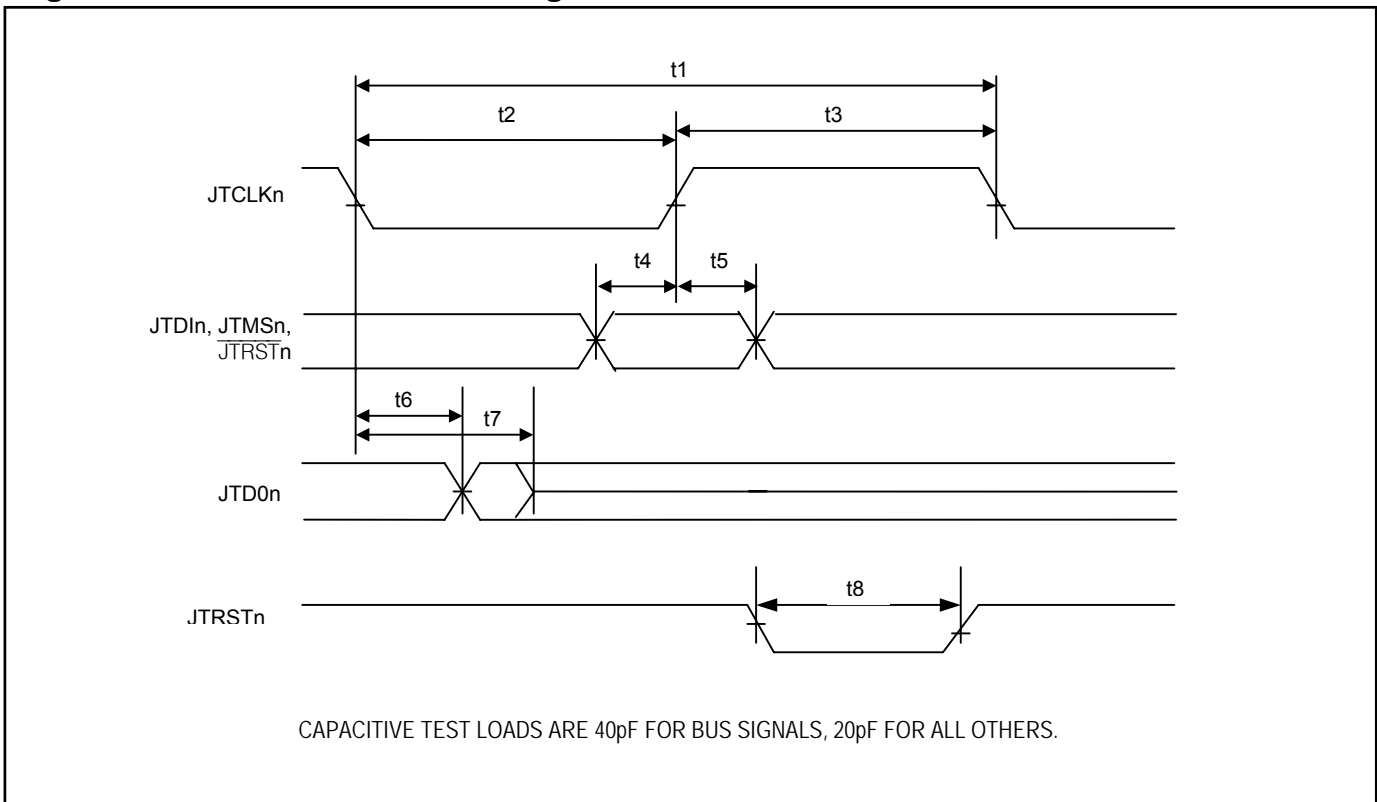 t1
t2
t3
JTCLKn
t4
t5
JTDIn, JTMSn,
JTRSTn
t6
t7
JTD0n
t8
JTRSTn
CAPACITIVE TEST LOADS ARE 40pF FOR BUS SIGNALS, 20pF FOR ALL OTHERS.